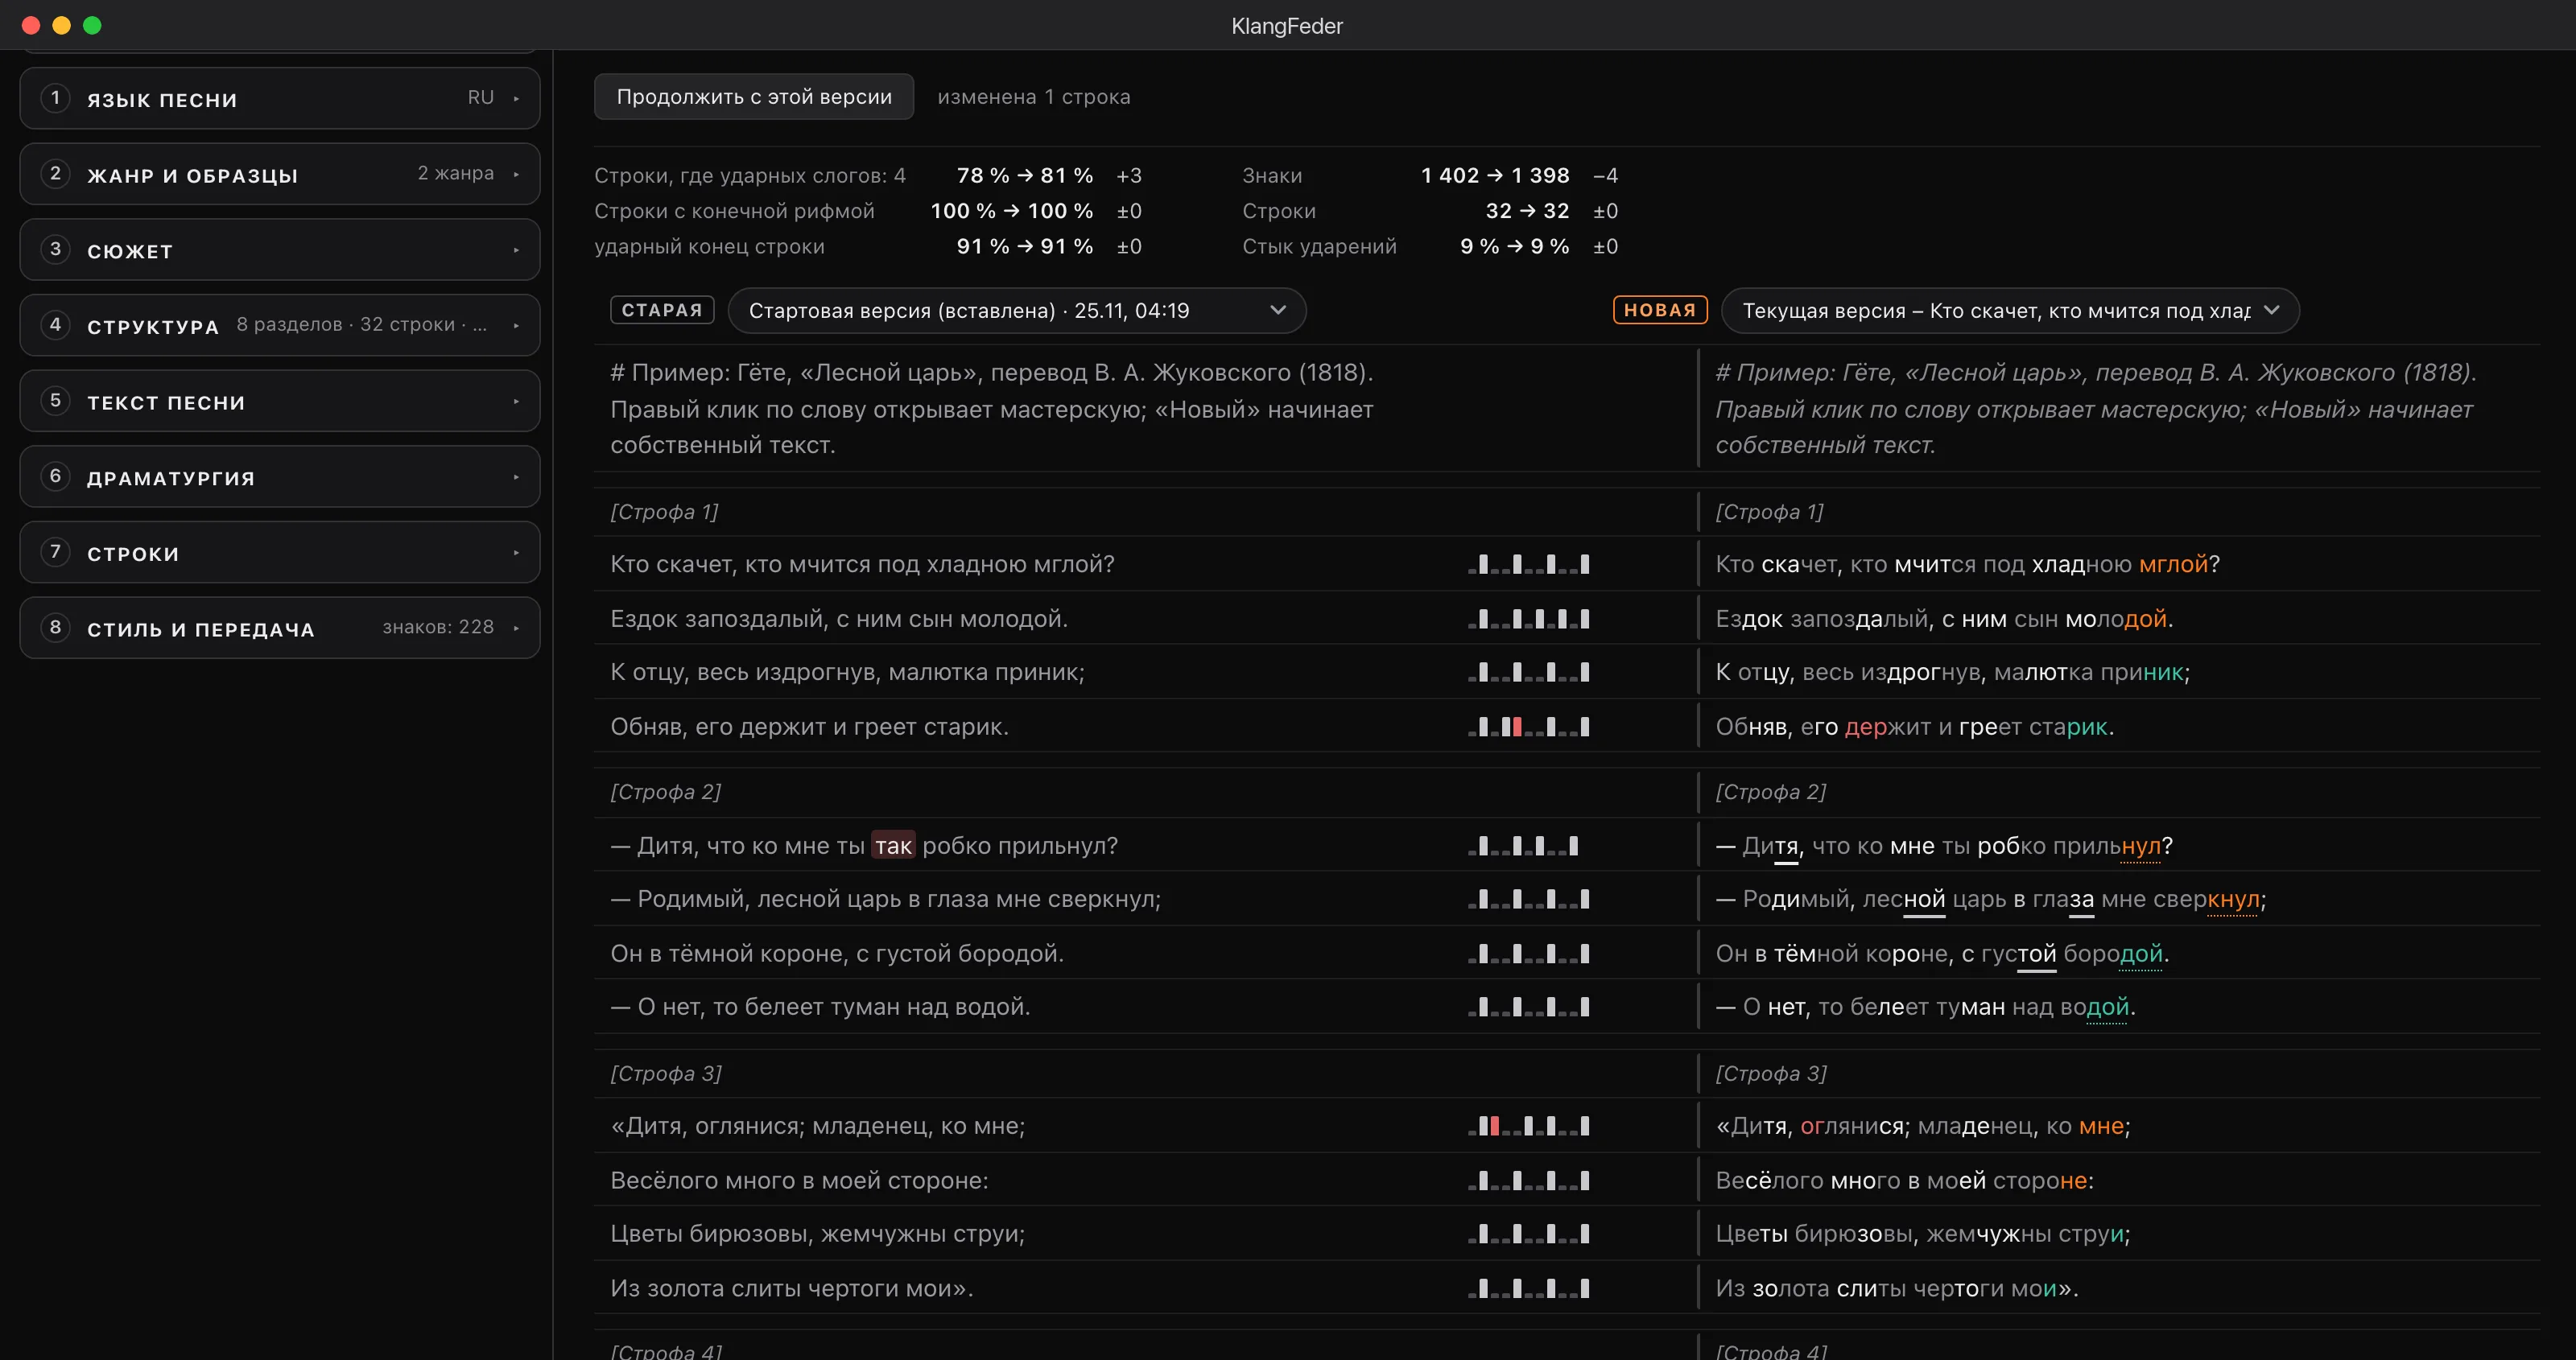 KlangFeder
1 ЯЗЫК ПЕСНИ RU
2 ЖАНР И ОБРАЗЦЫ 2 жанра
3 СЮЖЕТ
4 СТРУКТУРА 8 разделов · 32 строки · ...
5 ТЕКСТ ПЕСНИ
6 ДРАМАТУРГИЯ
7 СТРОКИ
8 СТИЛЬ И ПЕРЕДАЧА знаков: 228
Продолжить с этой версии изменена 1 строка
Строки, где ударных слогов: 4 78 % → 81 % +3 Знаки 1 402 → 1 398 −4
Строки с конечной рифмой 100 % → 100 % ±0 Строки 32 → 32 ±0
ударный конец строки 91 % → 91 % ±0 Стык ударений 9 % → 9 % ±0
СТАРАЯ Стартовая версия (вставлена) · 25.11, 04:19
# Пример: Гёте, «Лесной царь», перевод В. А. Жуковского (1818).
Правый клик по слову открывает мастерскую; «Новый» начинает
собственный текст.
[Строфа 1]
Кто скачет, кто мчится под хладною мглой?
Ездок запоздалый, с ним сын молодой.
К отцу, весь издрогнув, малютка приник;
Обняв, его держит и греет старик.
[Строфа 2]
— Дитя, что ко мне ты так робко прильнул?
— Родимый, лесной царь в глаза мне сверкнул;
Он в тёмной короне, с густой бородой.
— О нет, то белеет туман над водой.
[Строфа 3]
«Дитя, оглянися; младенец, ко мне;
Весёлого много в моей стороне:
Цветы бирюзовы, жемчужны струи;
Из золота слиты чертоги мои».
[Строфа 4]
НОВАЯ Текущая версия – Кто скачет, кто мчится под хлад
# Пример: Гёте, «Лесной царь», перевод В. А. Жуковского (1818).
Правый клик по слову открывает мастерскую; «Новый» начинает
собственный текст.
[Строфа 1]
Кто скачет, кто мчится под хладною мглой?
Ездок запоздалый, с ним сын молодой.
К отцу, весь издрогнув, малютка приник;
Обняв, его держит и греет старик.
[Строфа 2]
— Дитя, что ко мне ты робко прильнул?
— Родимый, лесной царь в глаза мне сверкнул;
Он в тёмной короне, с густой бородой.
— О нет, то белеет туман над водой.
[Строфа 3]
«Дитя, оглянися; младенец, ко мне;
Весёлого много в моей стороне:
Цветы бирюзовы, жемчужны струи;
Из золота слиты чертоги мои».
[Строфа 4]